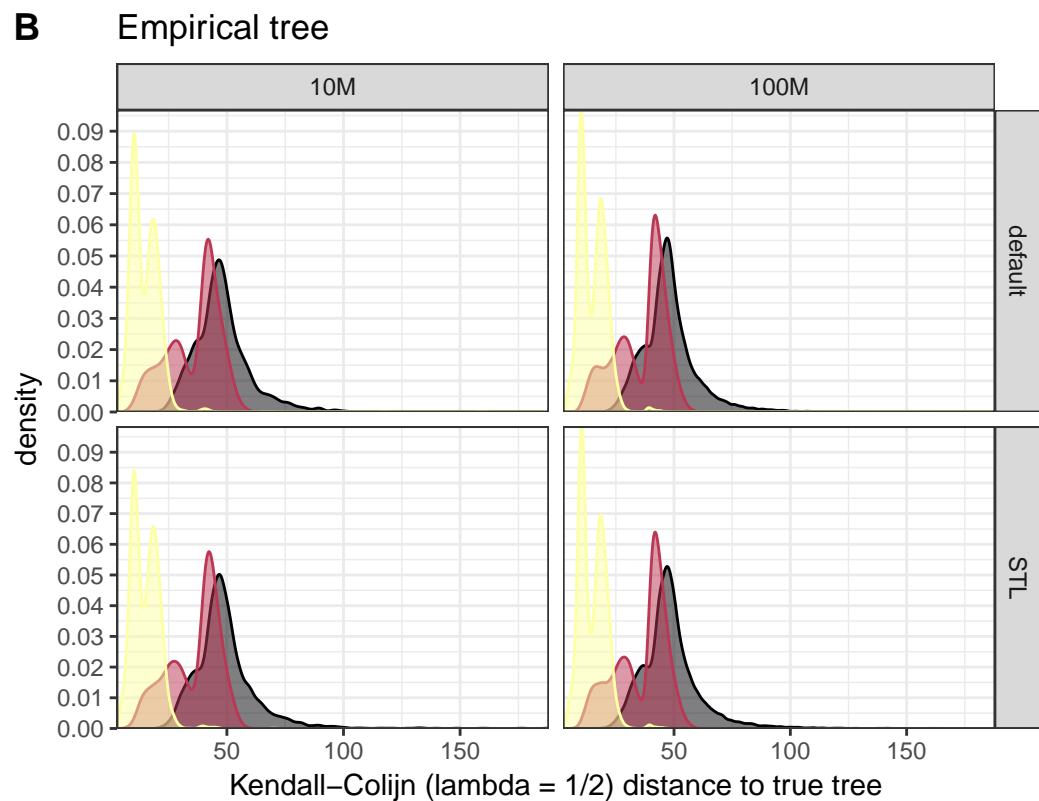 B Empirical tree
10M 100M
0.09
0.08
0.07
0.06
0.05
0.04
0.03
0.02
0.01
0.00
default
0.09
0.08
0.07
0.06
0.05
0.04
0.03
0.02
0.01
0.00
STL
density
50 100 150 50 100 150
Kendall−Colijn (lambda = 1/2) distance to true tree